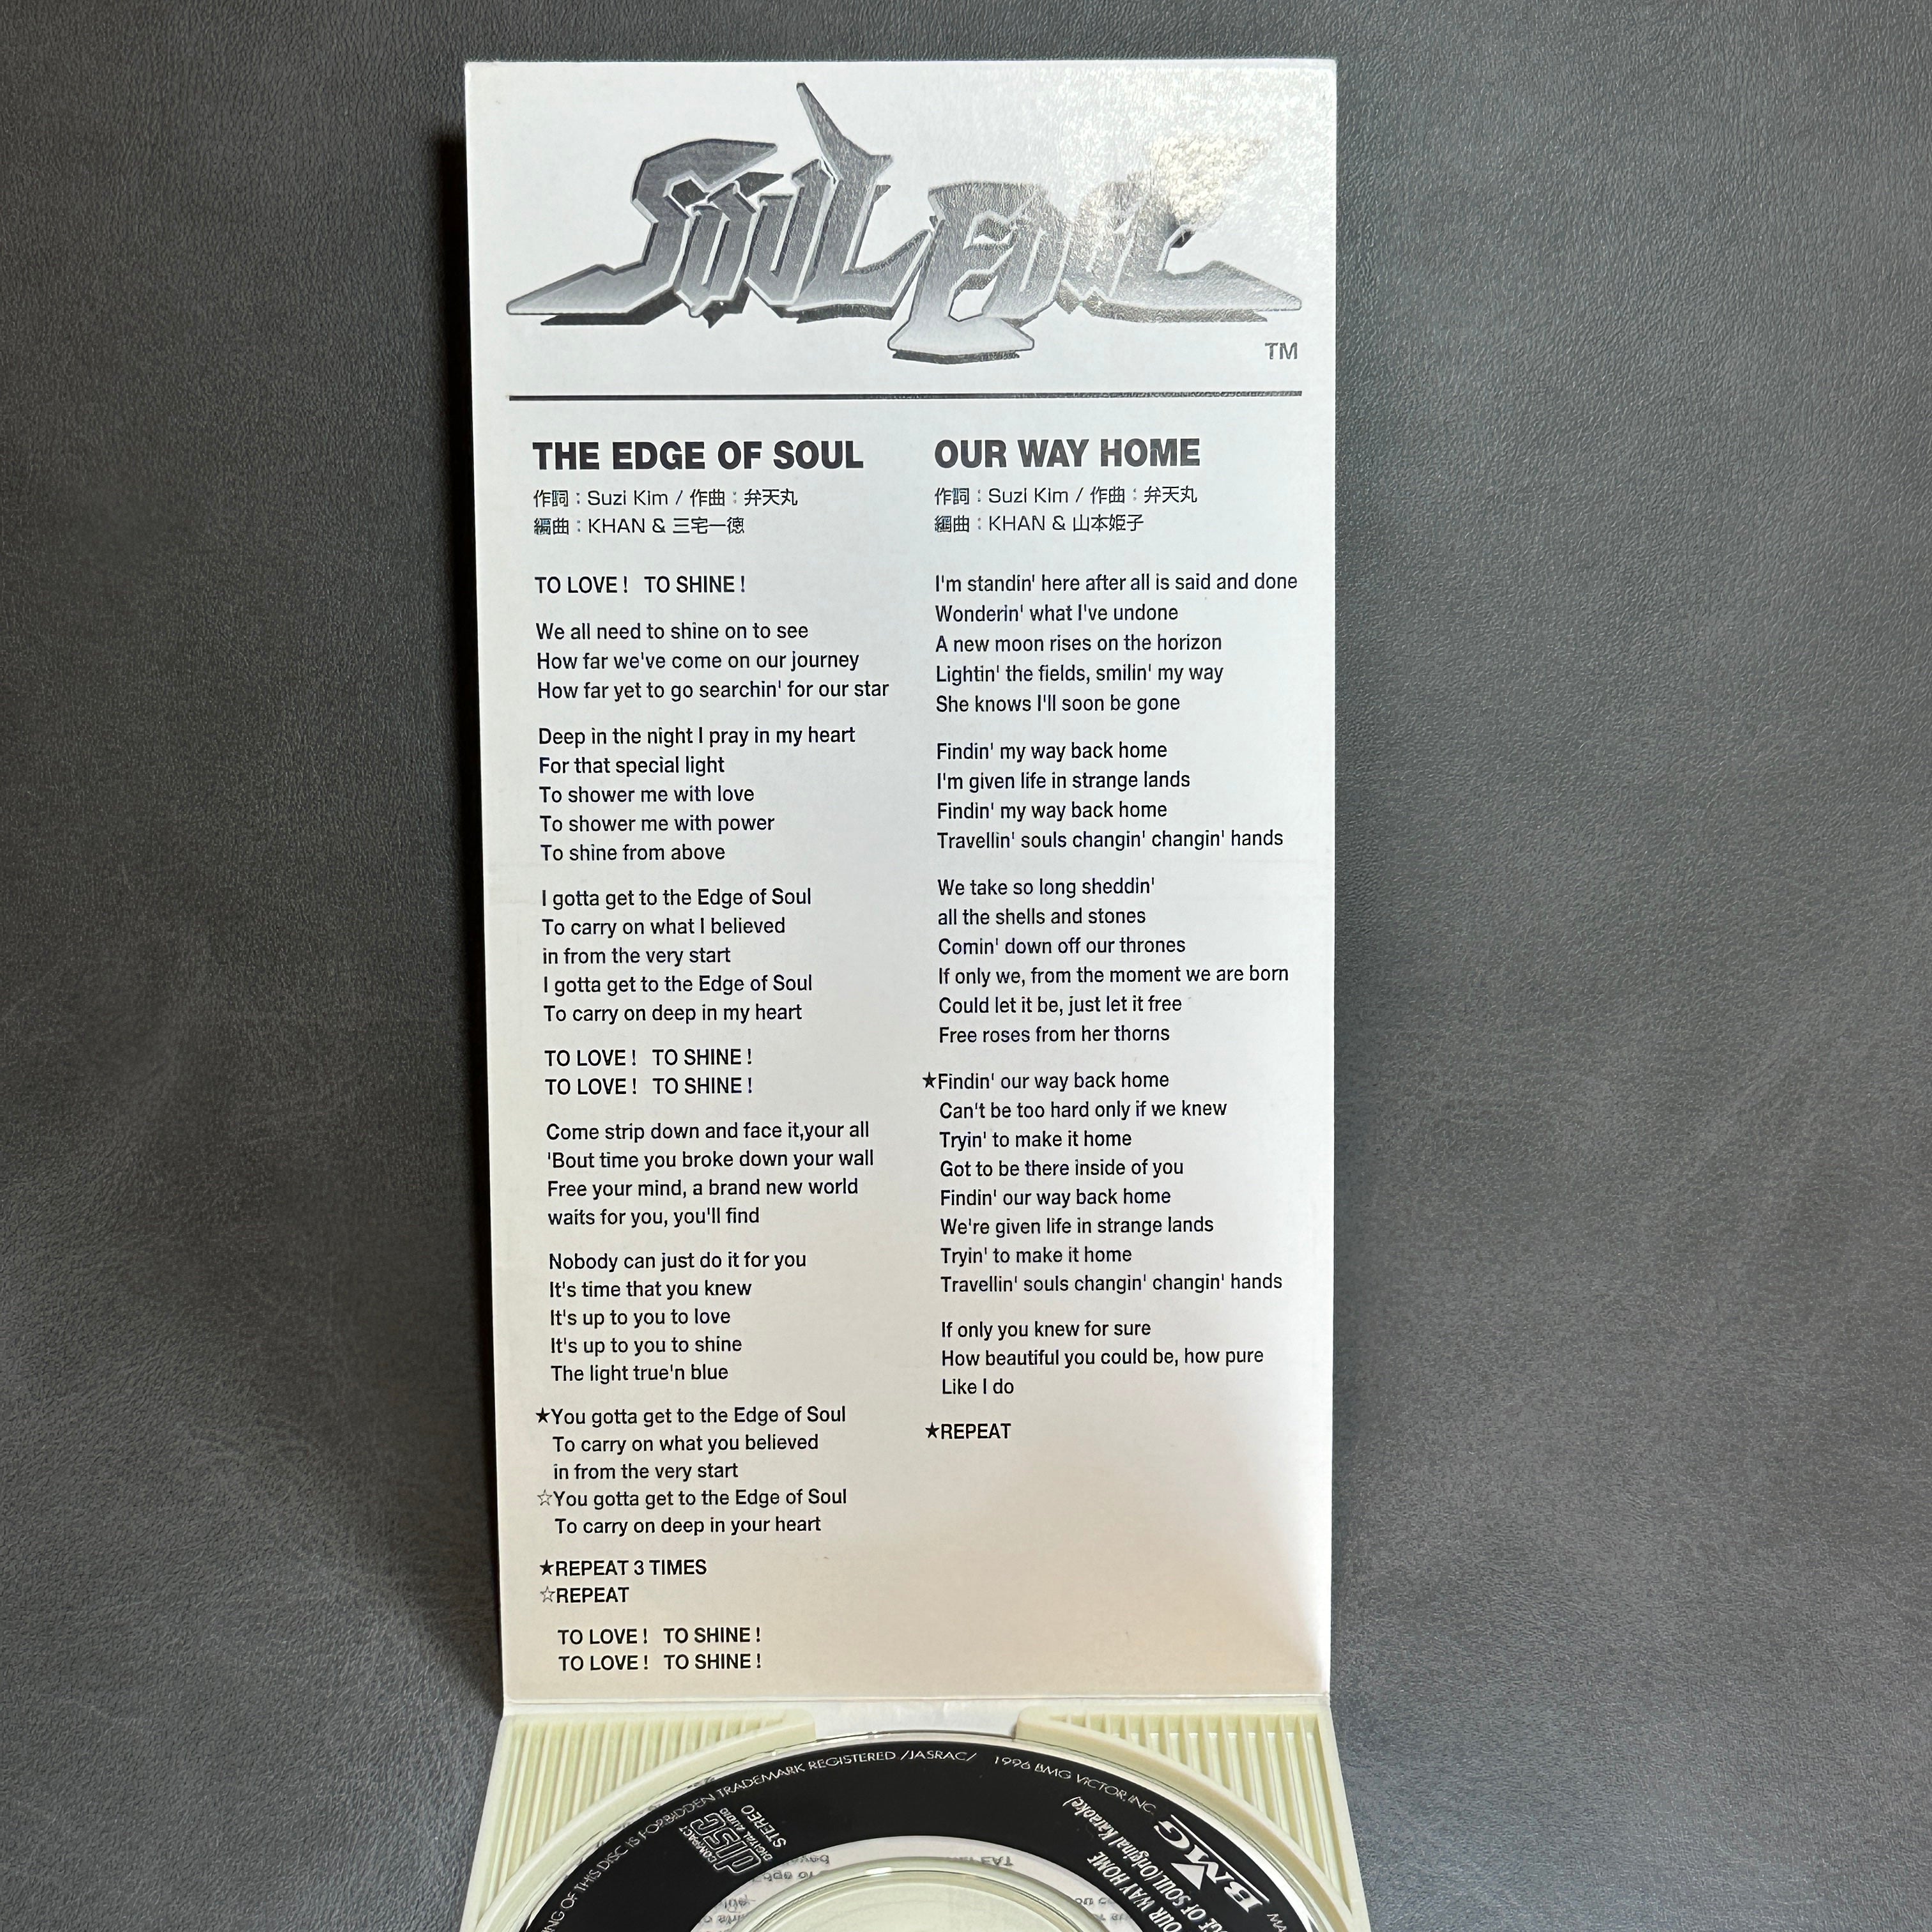 SOUL EDGE
TM
THE EDGE OF SOUL
作詞：Suzi Kim / 作曲：弁天丸
編曲：KHAN & 三宅一徳
TO LOVE! TO SHINE!
We all need to shine on to see
How far we've come on our journey
How far yet to go searchin' for our star
Deep in the night I pray in my heart
For that special light
To shower me with love
To shower me with power
To shine from above
I gotta get to the Edge of Soul
To carry on what I believed
in from the very start
I gotta get to the Edge of Soul
To carry on deep in my heart
TO LOVE! TO SHINE!
TO LOVE! TO SHINE!
Come strip down and face it,your all
'Bout time you broke down your wall
Free your mind, a brand new world
waits for you, you'll find
Nobody can just do it for you
It's time that you knew
It's up to you to love
It's up to you to shine
The light true'n blue
★You gotta get to the Edge of Soul
To carry on what you believed
in from the very start
☆You gotta get to the Edge of Soul
To carry on deep in your heart
★REPEAT 3 TIMES
☆REPEAT
TO LOVE! TO SHINE!
TO LOVE! TO SHINE!
OUR WAY HOME
作詞：Suzi Kim / 作曲：弁天丸
編曲：KHAN & 山本姫子
I'm standin' here after all is said and done
Wonderin' what I've undone
A new moon rises on the horizon
Lightin' the fields, smilin' my way
She knows I'll soon be gone
Findin' my way back home
I'm given life in strange lands
Findin' my way back home
Travellin' souls changin' changin' hands
We take so long sheddin'
all the shells and stones
Comin' down off our thrones
If only we, from the moment we are born
Could let it be, just let it free
Free roses from her thorns
★Findin' our way back home
Can't be too hard only if we knew
Tryin' to make it home
Got to be there inside of you
Findin' our way back home
We're given life in strange lands
Tryin' to make it home
Travellin' souls changin' changin' hands
If only you knew for sure
How beautiful you could be, how pure
Like I do
★REPEAT
OF THIS DISC IS FORBIDDEN TRADEMARK REGISTERED /JASRAC/ 1996 BMG VICTOR, INC.
COMPACT
disc
DIGITAL AUDIO
STEREO
BMG
OUR WAY HOME
OF SOUL(Original Karaoke)